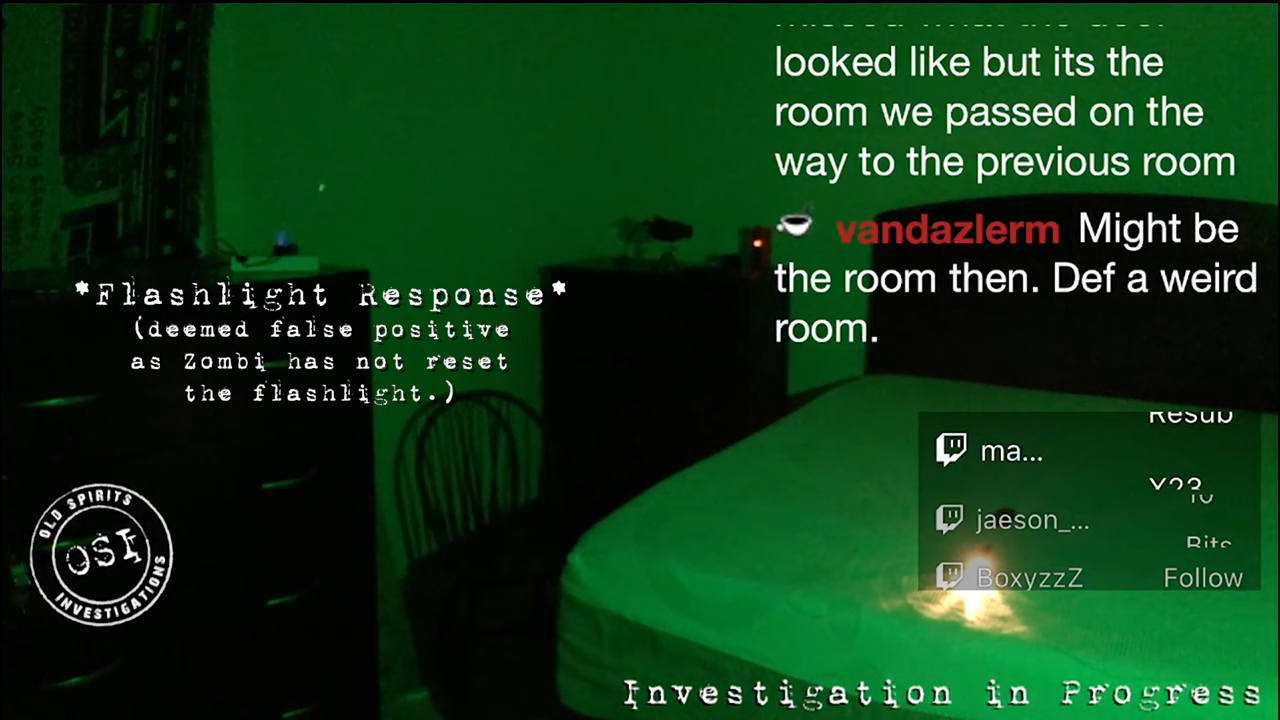 looked like but its the
room we passed on the
way to the previous room
vandazlerm Might be
the room then. Def a weird
room.
*Flashlight Response*
(deemed false positive
as Zombi has not reset
the flashlight.)
Resub
ma...
jaeson_...
Bits
BoxyzzZ Follow
OLD SPIRITS
OSI
INVESTIGATIONS
Investigation in Progress